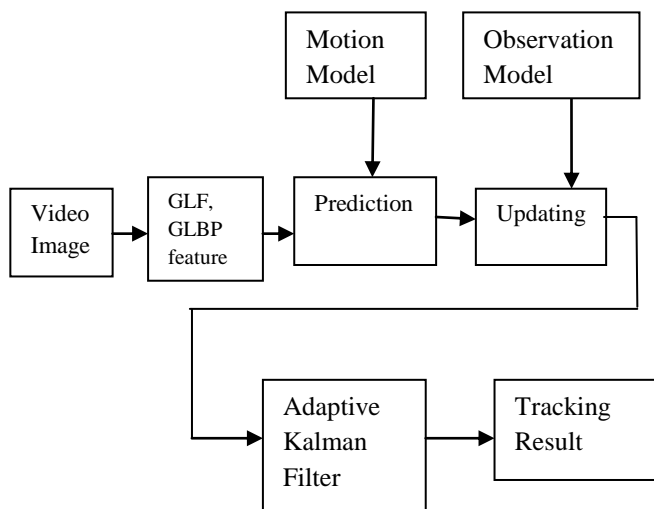 Motion
Model
Observation
Model
Video
Image
GLF,
GLBP
feature
Prediction
Updating
Adaptive
Kalman
Filter
Tracking
Result